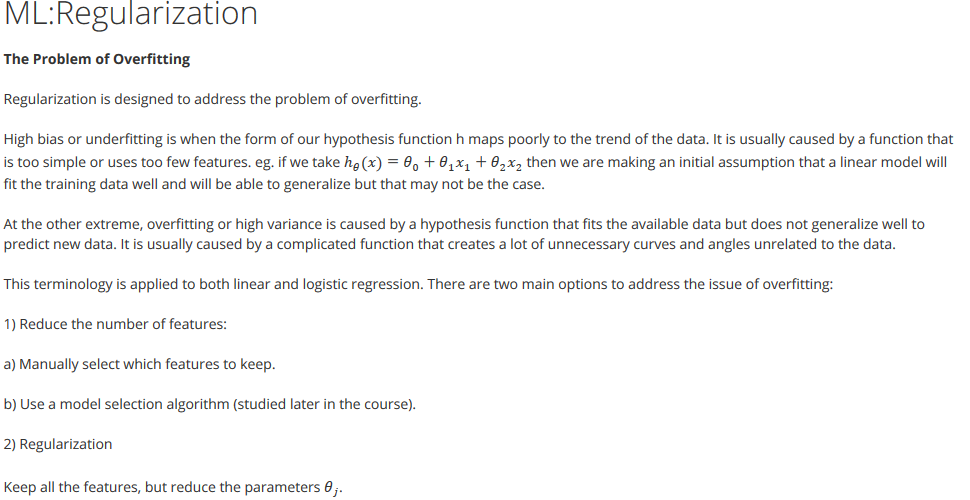 ML:Regularization
The Problem of Overfitting
Regularization is designed to address the problem of overfitting.
High bias or underfitting is when the form of our hypothesis function h maps poorly to the trend of the data. It is usually caused by a function that
is too simple or uses too few features. eg. if we take hθ(x) = θ₀ + θ₁x₁ + θ₂x₂ then we are making an initial assumption that a linear model will
fit the training data well and will be able to generalize but that may not be the case.
At the other extreme, overfitting or high variance is caused by a hypothesis function that fits the available data but does not generalize well to
predict new data. It is usually caused by a complicated function that creates a lot of unnecessary curves and angles unrelated to the data.
This terminology is applied to both linear and logistic regression. There are two main options to address the issue of overfitting:
1) Reduce the number of features:
a) Manually select which features to keep.
b) Use a model selection algorithm (studied later in the course).
2) Regularization
Keep all the features, but reduce the parameters θⱼ.